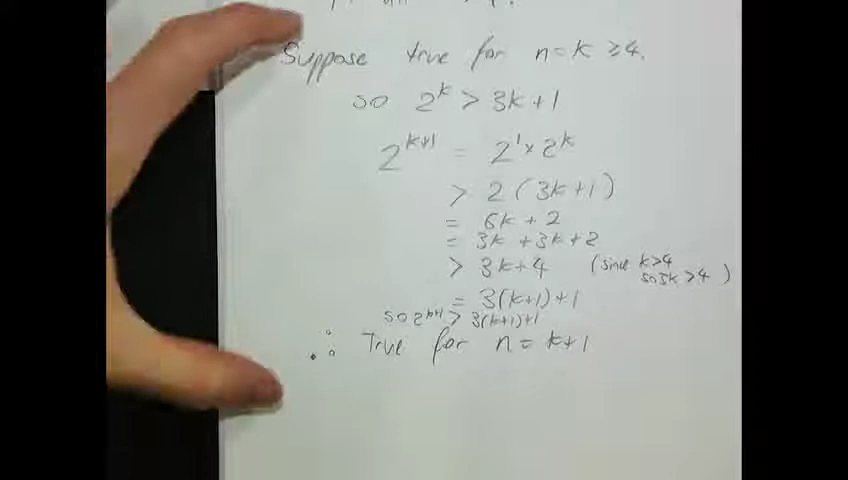 Suppose true for n = k ≥ 4.
so 2^k > 3k + 1
2^{k+1} = 2^1 × 2^k
> 2 ( 3k + 1 )
= 6k + 2
= 3k + 3k + 2
> 3k + 4 (since k > 4
so 3k > 4 )
= 3(k+1) + 1
so 2^{k+1} > 3(k+1)+1
∴ True for n = k+1